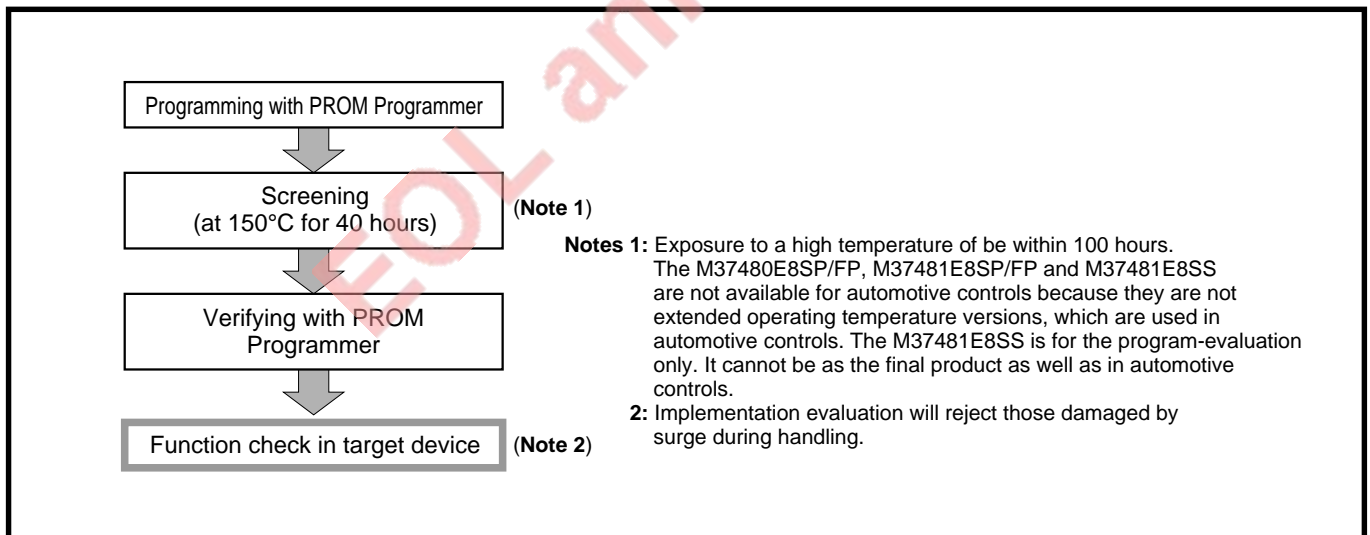 EOL an
Programming with PROM Programmer
Screening
(at 150°C for 40 hours)
(Note 1)
Verifying with PROM
Programmer
Function check in target device
(Note 2)
Notes 1: Exposure to a high temperature of be within 100 hours.
The M37480E8SP/FP, M37481E8SP/FP and M37481E8SS
are not available for automotive controls because they are not
extended operating temperature versions, which are used in
automotive controls. The M37481E8SS is for the program-evaluation
only. It cannot be as the final product as well as in automotive
controls.
2: Implementation evaluation will reject those damaged by
surge during handling.